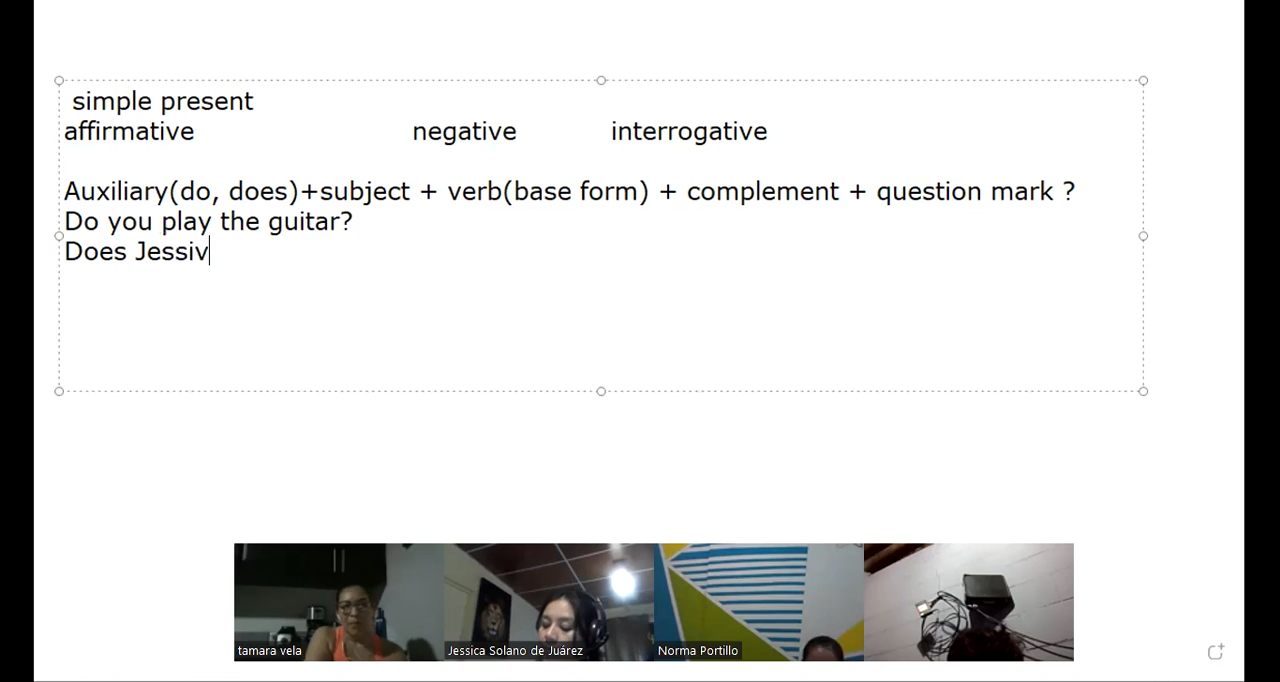 simple present
affirmative negative interrogative
Auxiliary(do, does)+subject + verb(base form) + complement + question mark ?
Do you play the guitar?
Does Jessiv
tamara vela
Jessica Solano de Juárez
Norma Portillo